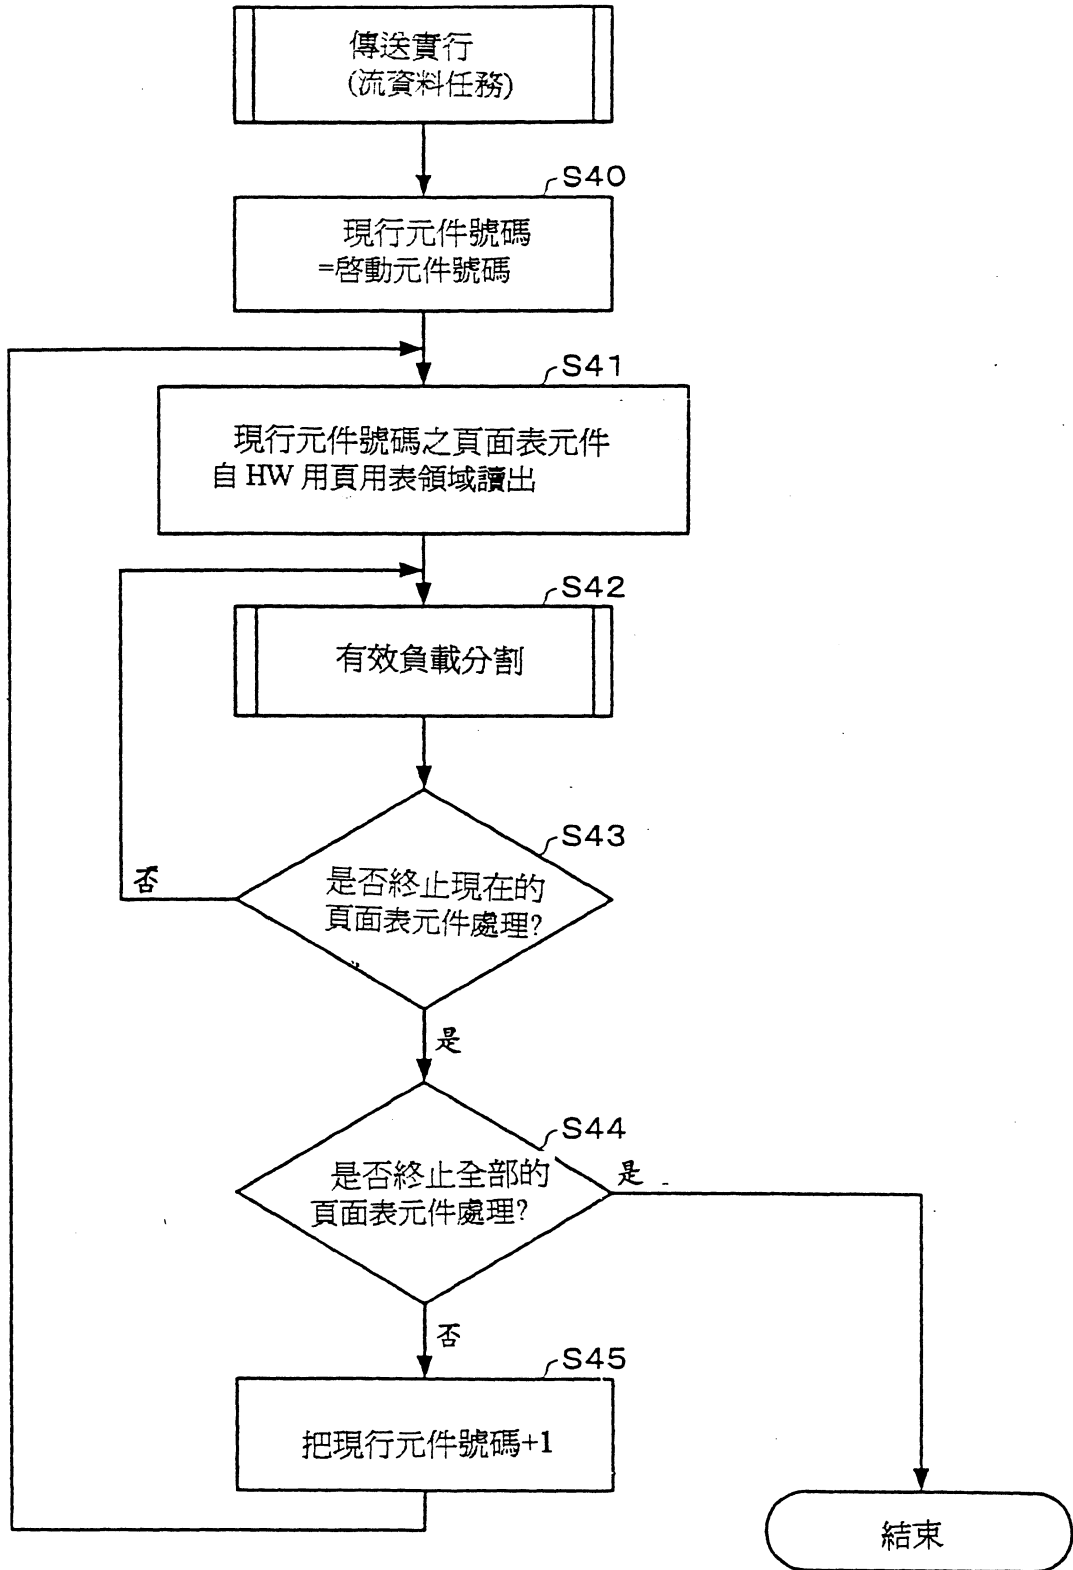 傳送實行
(流資料任務)
S40
現行元件號碼
=啓動元件號碼
S41
現行元件號碼之頁面表元件
自 HW 用頁用表領域讀出
S42
有效負載分割
S43
是否終止現在的
頁面表元件處理?
否
是
S44
是否終止全部的
頁面表元件處理?
是
否
S45
把現行元件號碼+1
結束